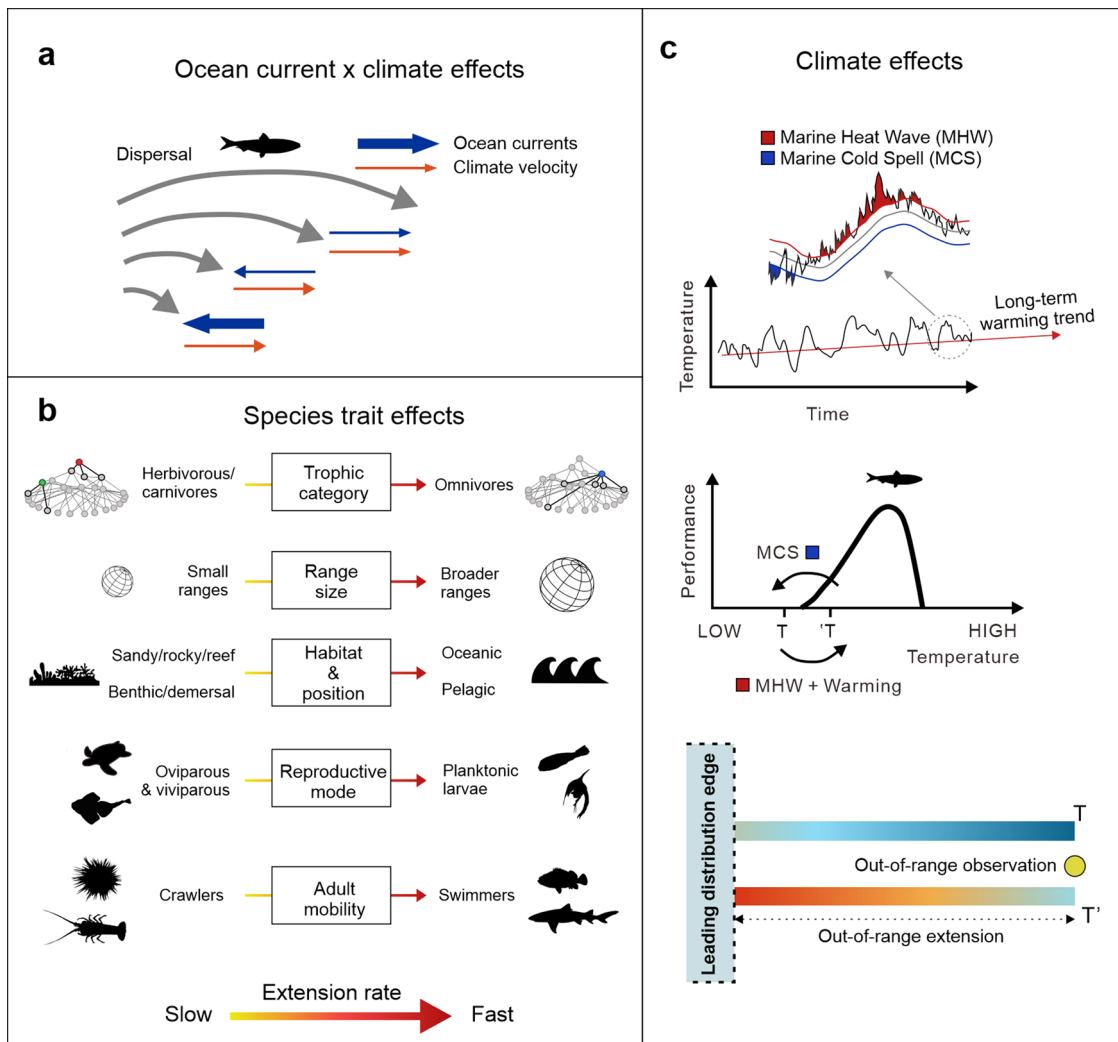 a
Ocean current x climate effects
Dispersal
Ocean currents
Climate velocity
b
Species trait effects
Herbivorous/
carnivores
Trophic
category
Omnivores
Small
ranges
Range
size
Broader
ranges
Sandy/rocky/reef
Benthic/demersal
Habitat
&
position
Oceanic
Pelagic
Oviparous
& viviparous
Reproductive
mode
Planktonic
larvae
Crawlers
Adult
mobility
Swimmers
Extension rate
Slow
Fast
c
Climate effects
Marine Heat Wave (MHW)
Marine Cold Spell (MCS)
Temperature
Long-term
warming trend
Time
Performance
MCS
LOW
T
'T
HIGH
Temperature
MHW + Warming
Leading distribution edge
T
Out-of-range observation
T'
Out-of-range extension